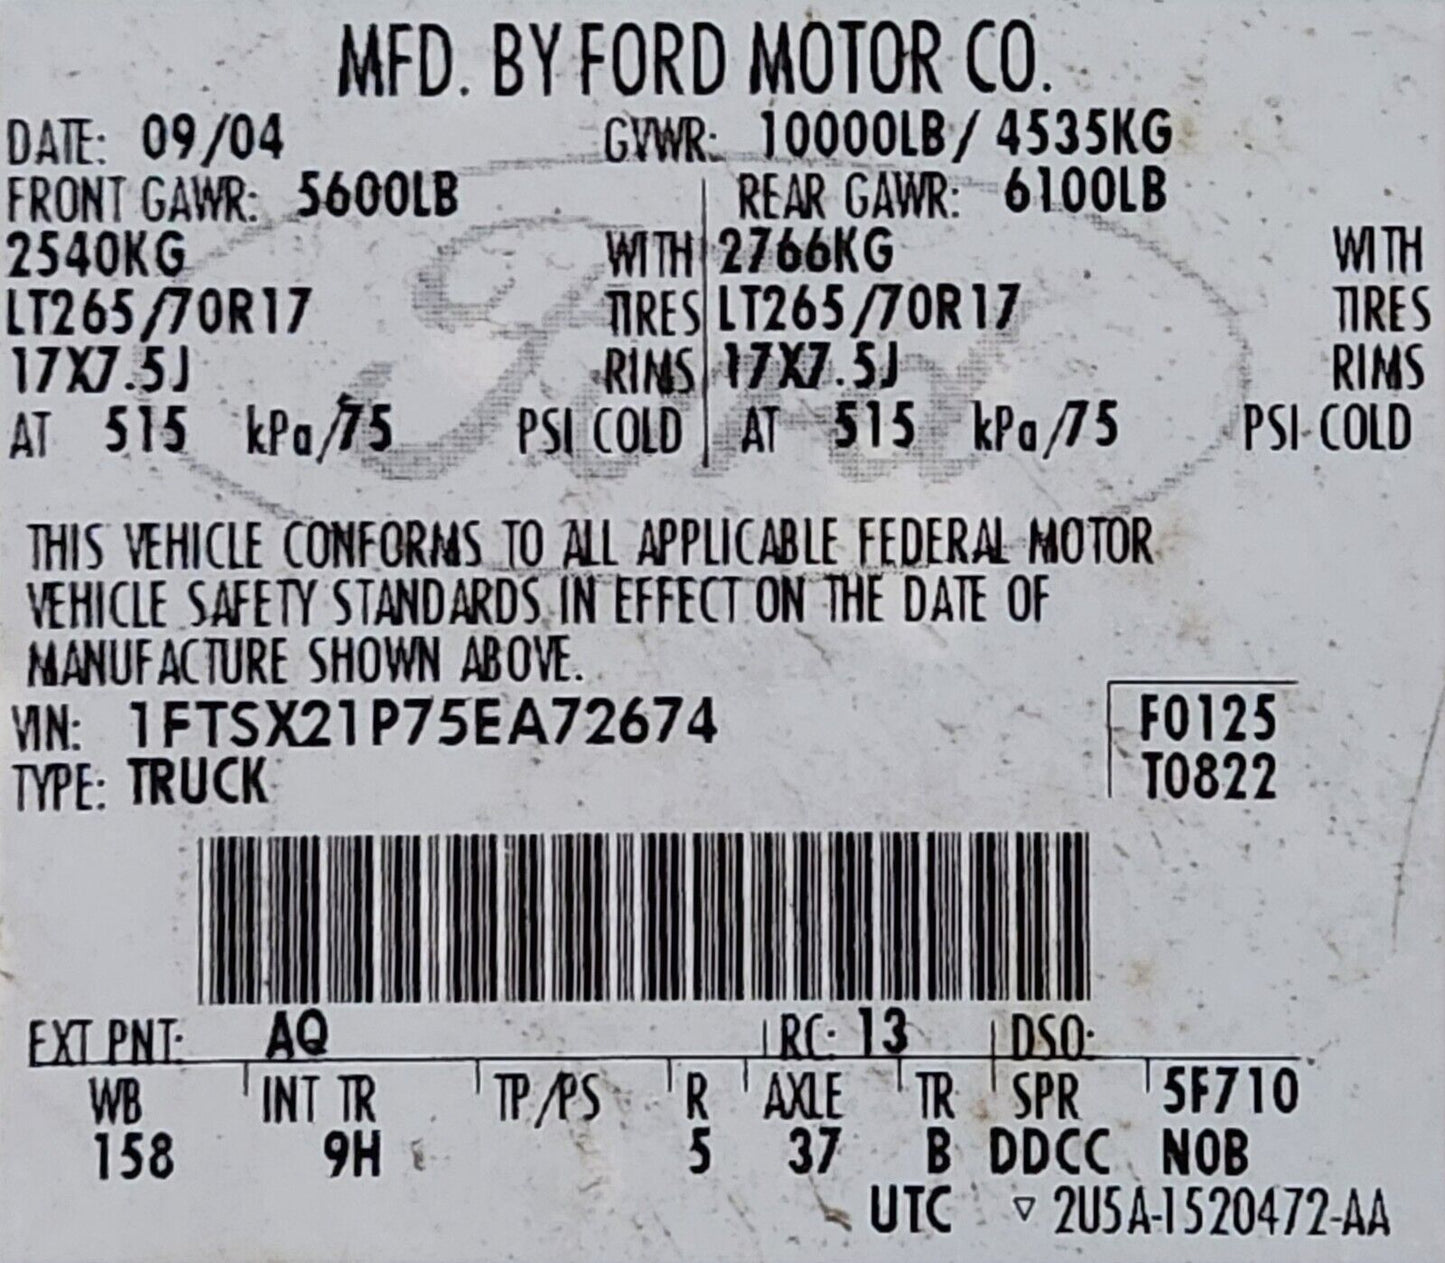 MFD. BY FORD MOTOR CO.
DATE: 09/04 GVWR: 10000LB/ 4535KG
FRONT GAWR: 5600LB REAR GAWR: 6100LB
2540KG WITH 2766KG WITH
LT265/70R17 TIRES LT265/70R17 TIRES
17X7.5J RIMS 17X7.5J RIMS
AT 515 kPa/75 PSI COLD AT 515 kPa/75 PSI COLD
THIS VEHICLE CONFORMS TO ALL APPLICABLE FEDERAL MOTOR
VEHICLE SAFETY STANDARDS IN EFFECT ON THE DATE OF
MANUFACTURE SHOWN ABOVE.
VIN: 1FTSX21P75EA72674 F0125
TYPE: TRUCK T0822
EXT PNT: AQ RC: 13 DSO:
WB INT TR TP/PS R AXLE TR SPR 5F710
158 9H 5 37 B DDCC NOB
UTC ▽ 2U5A-1520472-AA
Ford